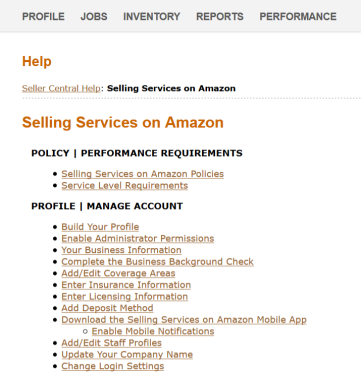 PROFILE JOBS INVENTORY REPORTS PERFORMANCE
Help
Seller Central Help: Selling Services on Amazon
Selling Services on Amazon
POLICY | PERFORMANCE REQUIREMENTS
Selling Services on Amazon Policies
Service Level Requirements
PROFILE | MANAGE ACCOUNT
Build Your Profile
Enable Administrator Permissions
Your Business Information
Complete the Business Background Check
Add/Edit Coverage Areas
Enter Insurance Information
Enter Licensing Information
Add Deposit Method
Download the Selling Services on Amazon Mobile App
Enable Mobile Notifications
Add/Edit Staff Profiles
Update Your Company Name
Change Login Settings